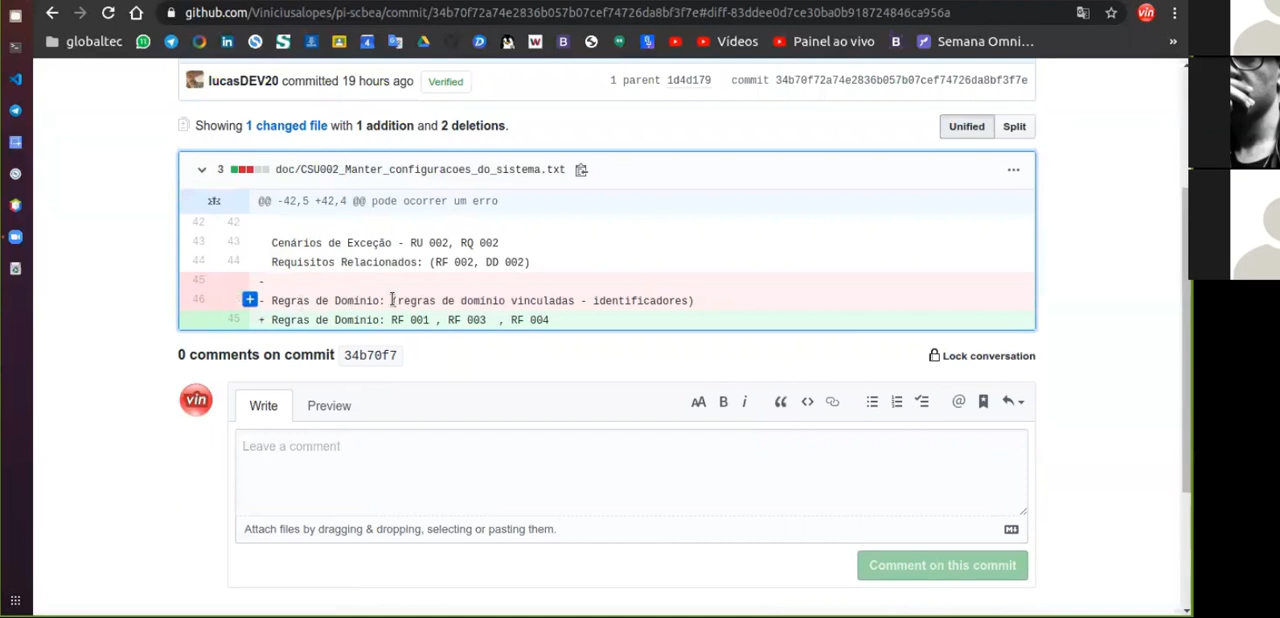 github.com/Viniciusalopes/pi-scbea/commit/34b70f72a74e2836b057b07cef74726da8bf3f7e#diff-83ddee0d7ce30ba0b918724846ca956a
vin
globaltec
Vídeos
Painel ao vivo
B
Semana Omni…
»
lucasDEV20 committed 19 hours ago
Verified
1 parent 1d4d179 commit 34b70f72a74e2836b057b07cef74726da8bf3f7e
Showing 1 changed file with 1 addition and 2 deletions.
Unified
Split
3 doc/CSU002_Manter_configuracoes_do_sistema.txt
@@ -42,5 +42,4 @@ pode ocorrer um erro
42 42
43 43 Cenários de Exceção - RU 002, RQ 002
44 44 Requisitos Relacionados: (RF 002, DD 002)
45 -
46 - Regras de Domínio: (regras de domínio vinculadas - identificadores)
45 + Regras de Domínio: RF 001 , RF 003  , RF 004
0 comments on commit 34b70f7
Lock conversation
vin
Write
Preview
AA B i
Leave a comment
Attach files by dragging & dropping, selecting or pasting them.
Comment on this commit